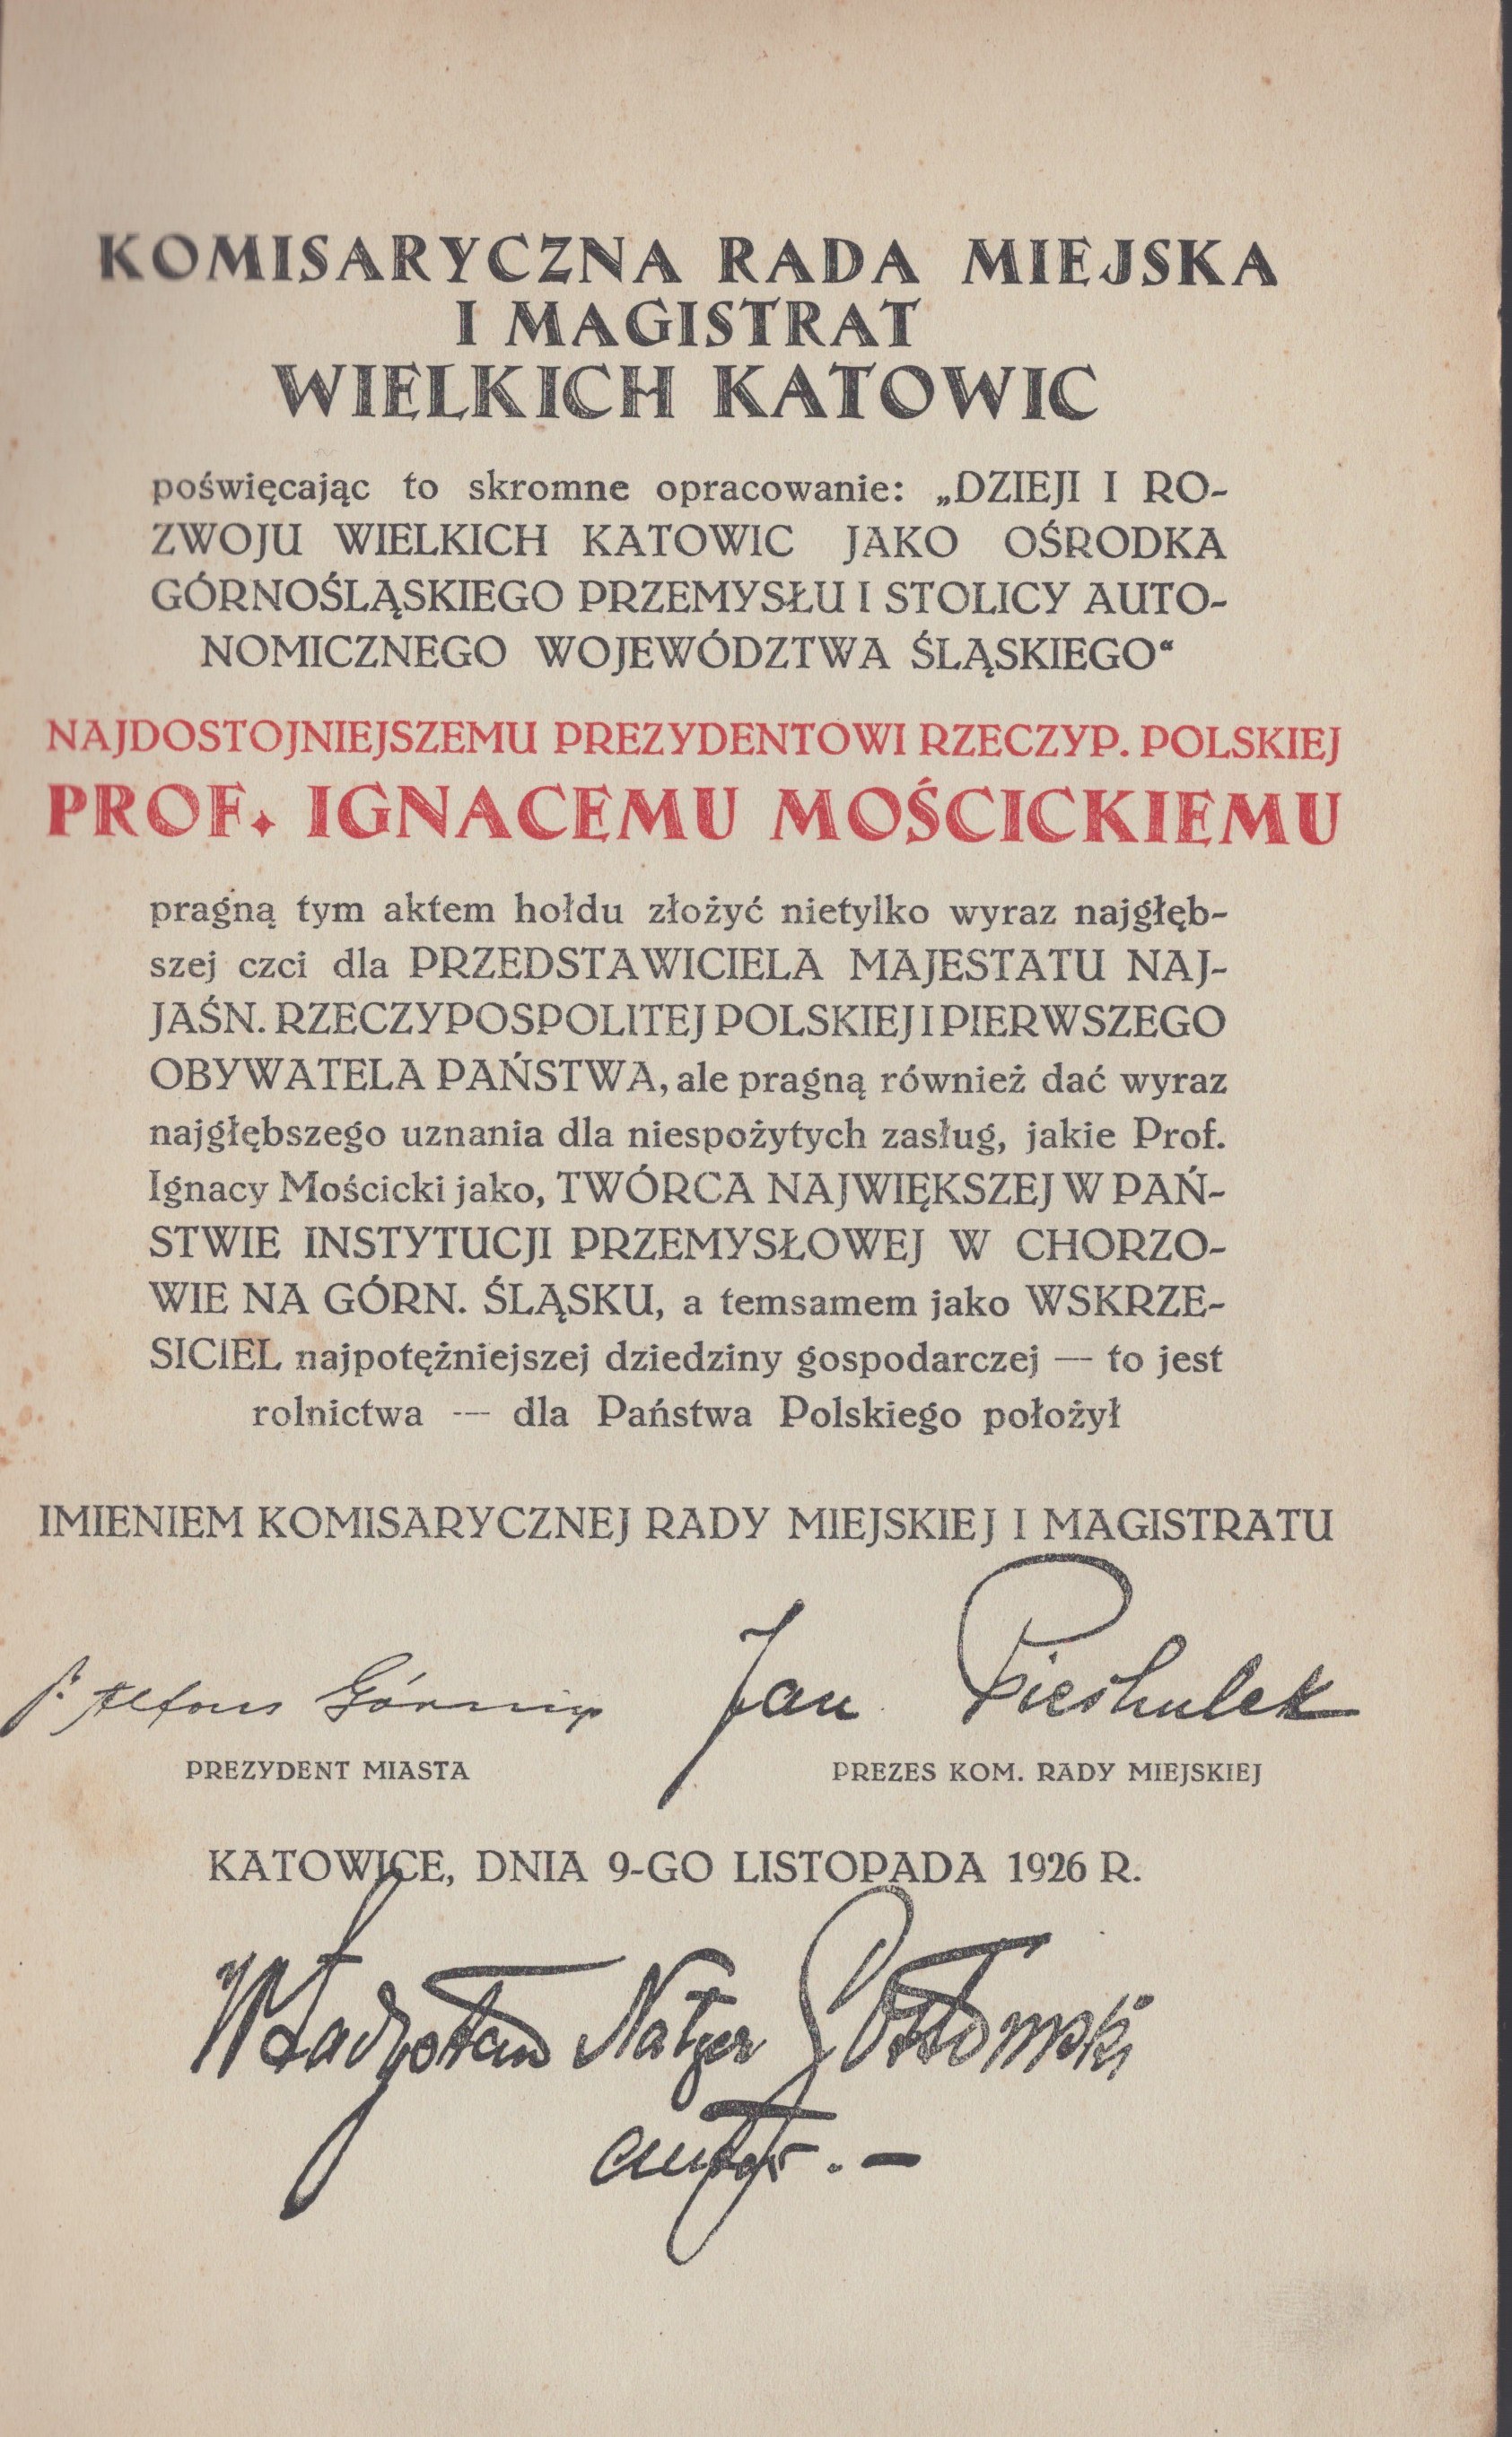 KOMISARYCZNA RADA MIEJSKA
I MAGISTRAT
WIELKICH KATOWIC
poświęcając to skromne opracowanie: „DZIEJI I RO-
ZWOJU WIELKICH KATOWIC JAKO OŚRODKA
GÓRNOŚLĄSKIEGO PRZEMYSŁU I STOLICY AUTO-
NOMICZNEGO WOJEWÓDZTWA ŚLĄSKIEGO“
NAJDOSTOJNIEJSZEMU PREZYDENTOWI RZECZYP. POLSKIEJ
PROF. IGNACEMU MOŚCICKIEMU
pragną tym aktem hołdu złożyć nietylko wyraz najgłęb-
szej czci dla PRZEDSTAWICIELA MAJESTATU NAJ-
JAŚN. RZECZYPOSPOLITEJ POLSKIEJ I PIERWSZEGO
OBYWATELA PAŃSTWA, ale pragną również dać wyraz
najgłębszego uznania dla niespożytych zasług, jakie Prof.
Ignacy Mościcki jako, TWÓRCA NAJWIĘKSZEJ W PAŃ-
STWIE INSTYTUCJI PRZEMYSŁOWEJ W CHORZO-
WIE NA GÓRN. ŚLĄSKU, a temsamem jako WSKRZE-
SICIEL najpotężniejszej dziedziny gospodarczej — to jest
rolnictwa — dla Państwa Polskiego położył
IMIENIEM KOMISARYCZNEJ RADY MIEJSKIEJ I MAGISTRATU
Alfons Górnik Jan Piechulek
PREZYDENT MIASTA PREZES KOM. RADY MIEJSKIEJ
KATOWICE, DNIA 9-GO LISTOPADA 1926 R.
Władysław
autor.-